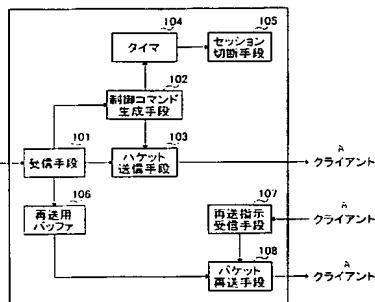 104
タイマ
105
セッション
切断手段
102
制御コマンド
生成手段
101
受信手段
103
パケット
送信手段
A
クライアント
106
再送用
バッファ
107
再送指示
受信手段
A
クライアント
108
パケット
再送手段
A
クライアント